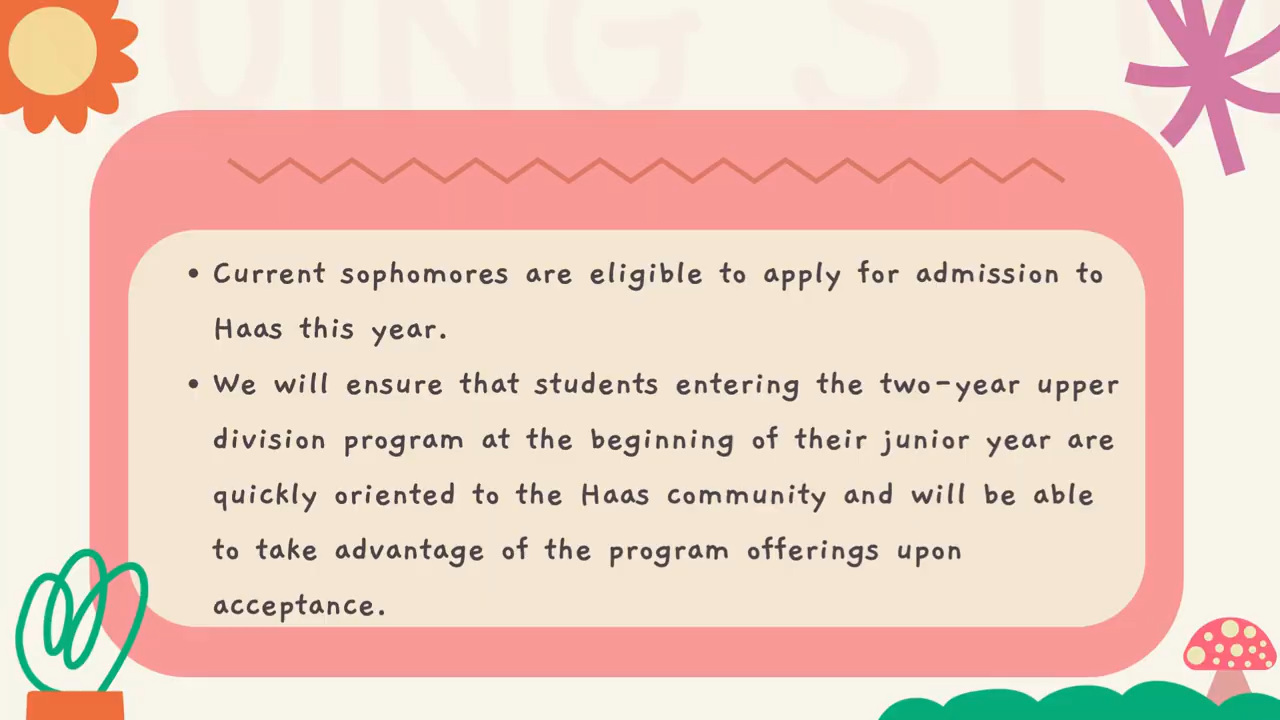 • Current sophomores are eligible to apply for admission to
Haas this year.
• We will ensure that students entering the two-year upper
division program at the beginning of their junior year are
quickly oriented to the Haas community and will be able
to take advantage of the program offerings upon
acceptance.